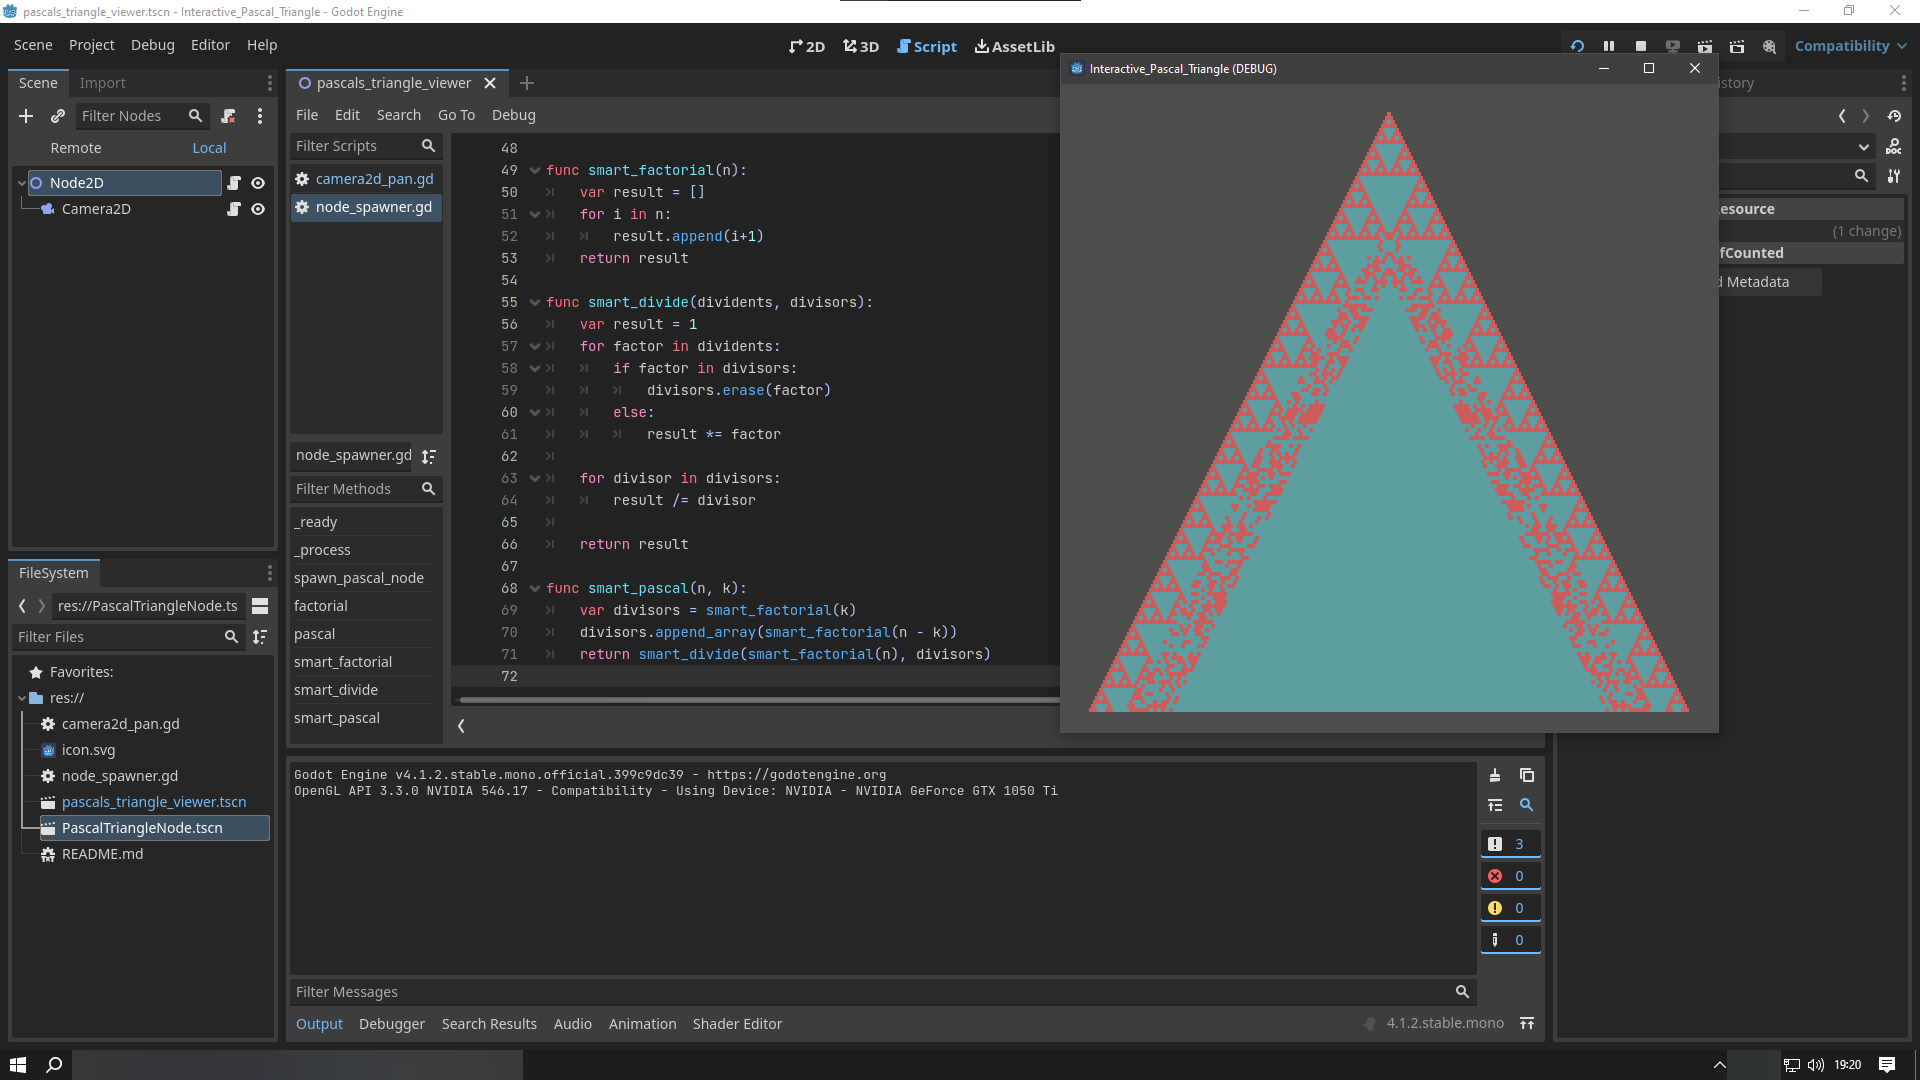 pascals_triangle_viewer.tscn - Interactive_Pascal_Triangle - Godot Engine
Scene Project Debug Editor Help
2D 3D Script AssetLib
Compatibility
Scene Import
Filter Nodes
Remote Local
Node2D
Camera2D
FileSystem
res://PascalTriangleNode.ts
Filter Files
Favorites:
res://
camera2d_pan.gd
icon.svg
node_spawner.gd
pascals_triangle_viewer.tscn
PascalTriangleNode.tscn
README.md
pascals_triangle_viewer
File Edit Search Go To Debug
Filter Scripts
camera2d_pan.gd
node_spawner.gd
node_spawner.gd
Filter Methods
_ready
_process
spawn_pascal_node
factorial
pascal
smart_factorial
smart_divide
smart_pascal
48
49 func smart_factorial(n):
50 var result = []
51 for i in n:
52 result.append(i+1)
53 return result
54
55 func smart_divide(dividents, divisors):
56 var result = 1
57 for factor in dividents:
58 if factor in divisors:
59 divisors.erase(factor)
60 else:
61 result *= factor
62
63 for divisor in divisors:
64 result /= divisor
65
66 return result
67
68 func smart_pascal(n, k):
69 var divisors = smart_factorial(k)
70 divisors.append_array(smart_factorial(n - k))
71 return smart_divide(smart_factorial(n), divisors)
72
Interactive_Pascal_Triangle (DEBUG)
story
esource
(1 change)
fCounted
d Metadata
DOC
Godot Engine v4.1.2.stable.mono.official.399c9dc39 - https://godotengine.org
OpenGL API 3.3.0 NVIDIA 546.17 - Compatibility - Using Device: NVIDIA - NVIDIA GeForce GTX 1050 Ti
3
0
0
0
Filter Messages
Output Debugger Search Results Audio Animation Shader Editor
4.1.2.stable.mono
19:20